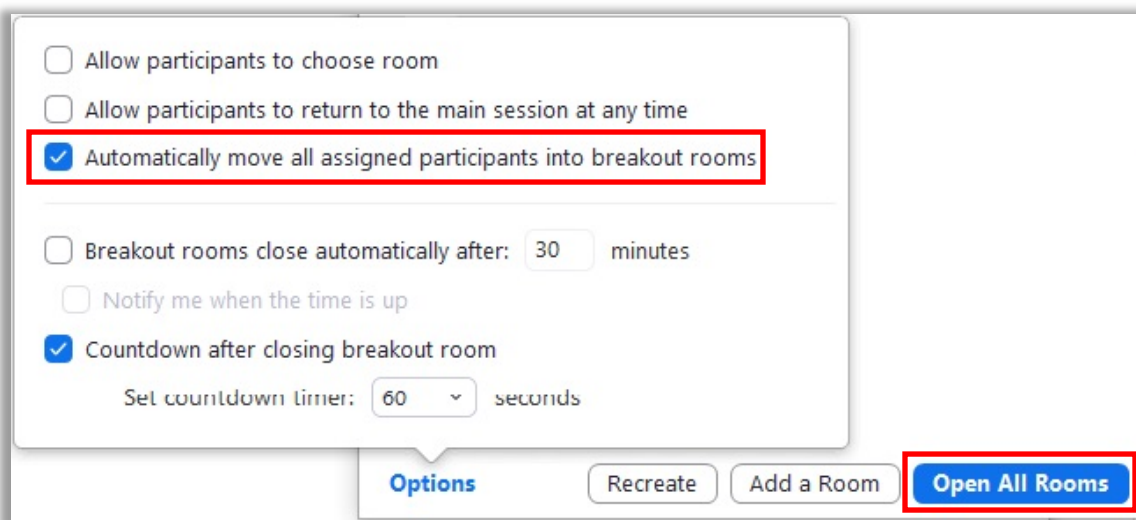 Allow participants to choose room
Allow participants to return to the main session at any time
Automatically move all assigned participants into breakout rooms
Breakout rooms close automatically after: 30 minutes
Notify me when the time is up
Countdown after closing breakout room
Set countdown timer: 60 seconds
Options Recreate Add a Room Open All Rooms